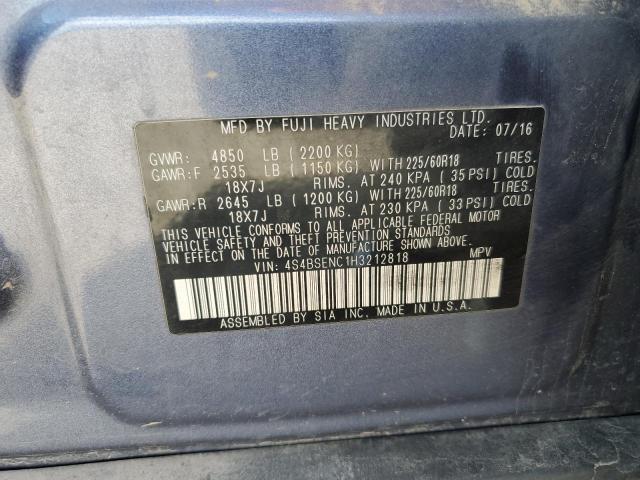 MFD BY FUJI HEAVY INDUSTRIES LTD.
DATE: 07/16
GVWR: 4850 LB (2200 KG)
GAWR:F 2535 LB (1150 KG) WITH 225/60R18 TIRES.
18X7J RIMS. AT 240 KPA (35 PSI) COLD
GAWR:R 2645 LB (1200 KG) WITH 225/60R18 TIRES.
18X7J RIMS. AT 230 KPA (33 PSI) COLD
THIS VEHICLE CONFORMS TO ALL APPLICABLE FEDERAL MOTOR
VEHICLE SAFETY AND BUMPER STANDARDS
IN EFFECT ON THE DATE OF MANUFACTURE SHOWN ABOVE.
VIN: 4S4BSENC1H3212818 MPV
ASSEMBLED BY SIA INC. MADE IN U.S.A.